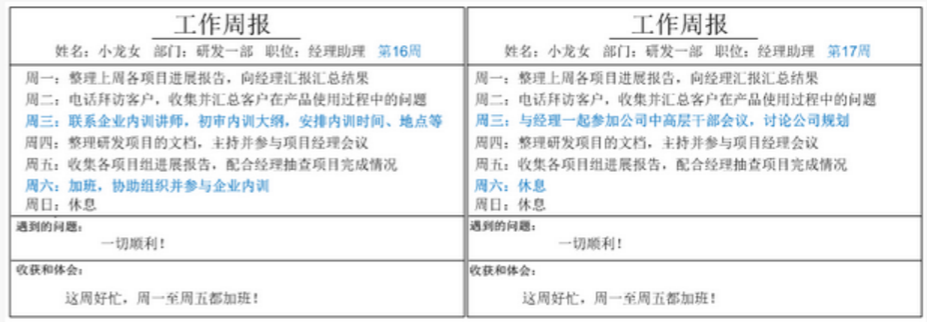 工作周报
姓名：小龙女 部门：研发一部 职位：经理助理 第16周
周一：整理上周各项目进展报告，向经理汇报汇总结果
周二：电话拜访客户，收集并汇总客户在产品使用过程中的问题
周三：联系企业内训讲师，初审内训大纲，安排内训时间、地点等
周四：整理研发项目的文档，主持并参与项目经理会议
周五：收集各项目组进展报告，配合经理抽查项目完成情况
周六：加班，协助组织并参与企业内训
周日：休息
遇到的问题：
一切顺利！
收获和体会：
这周好忙，周一至周五都加班！
工作周报
姓名：小龙女 部门：研发一部 职位：经理助理 第17周
周一：整理上周各项目进展报告，向经理汇报汇总结果
周二：电话拜访客户，收集并汇总客户在产品使用过程中的问题
周三：与经理一起参加公司中高层干部会议，讨论公司规划
周四：整理研发项目的文档，主持并参与项目经理会议
周五：收集各项目组进展报告，配合经理抽查项目完成情况
周六：休息
周日：休息
遇到的问题：
一切顺利！
收获和体会：
这周好忙，周一至周五都加班！